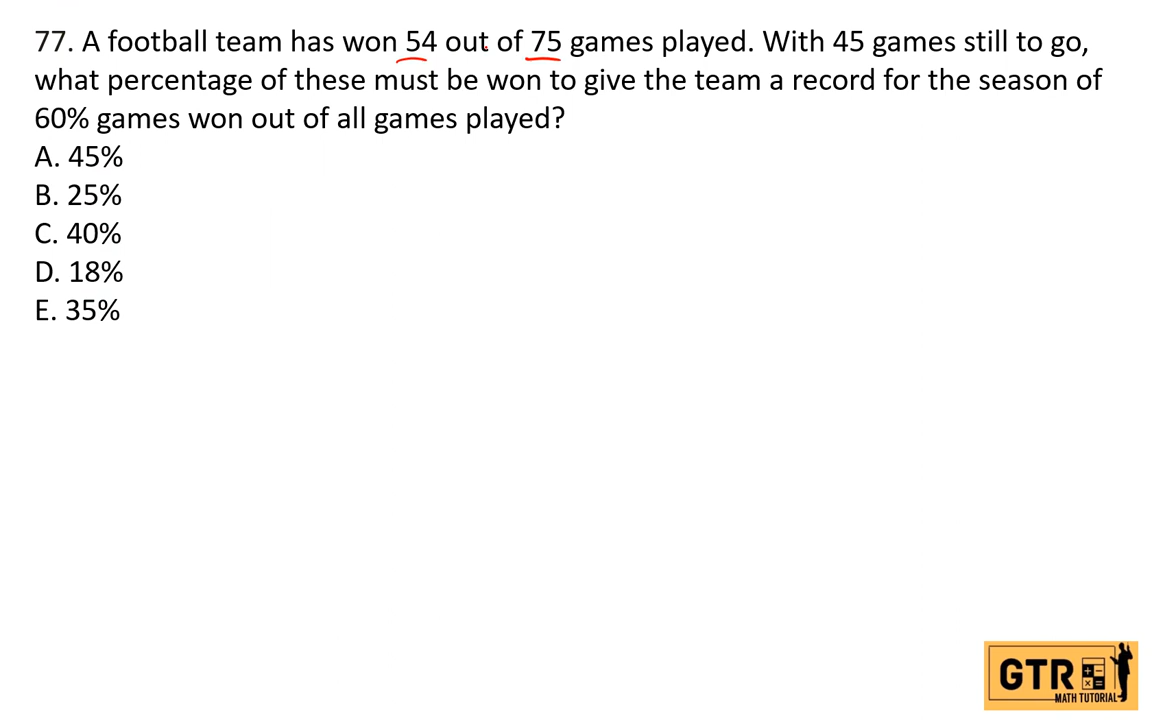 77. A football team has won 54 out of 75 games played. With 45 games still to go,
what percentage of these must be won to give the team a record for the season of
60% games won out of all games played?
A. 45%
B. 25%
C. 40%
D. 18%
E. 35%
GTR
MATH TUTORIAL